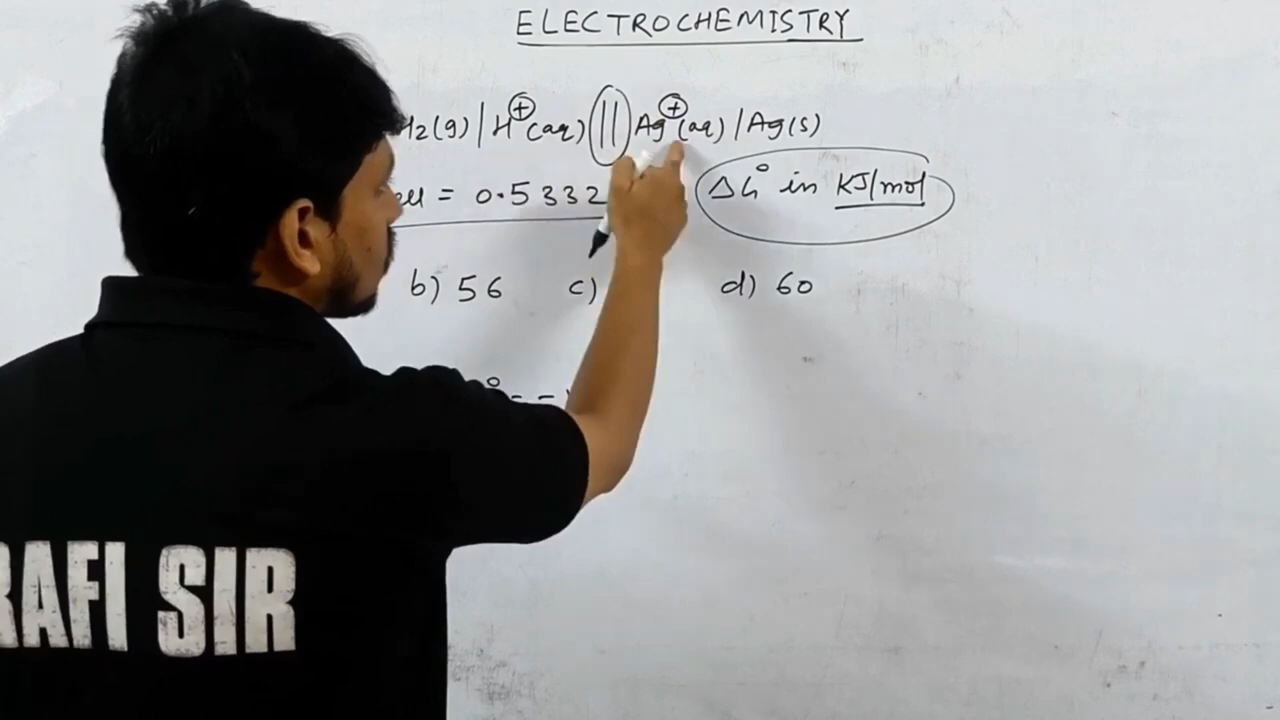 ELECTROCHEMISTRY
H2(g) | H⊕(aq) || Ag⊕(aq) / Ag(s)
= 0.5332 ΔG° in KJ/mol
b) 56 c) d) 60
° = -
RAFI SIR